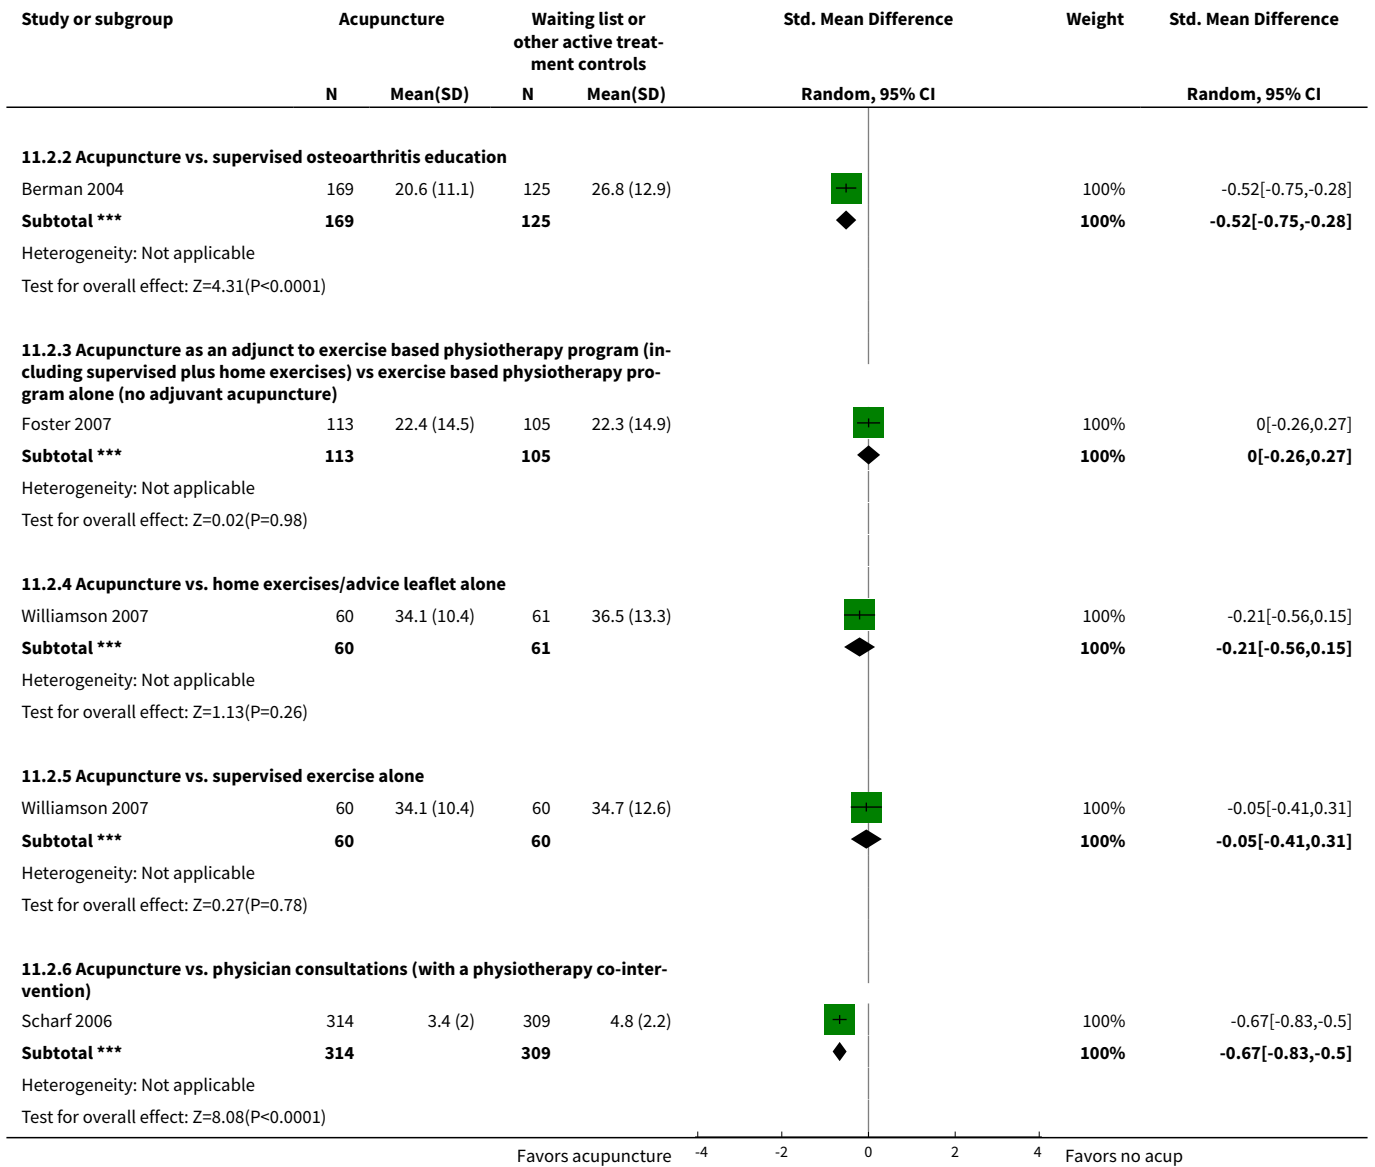 Study or subgroup Acupuncture Waiting list or other active treat- ment controls Std. Mean Difference Weight Std. Mean Difference
N Mean(SD) N Mean(SD) Random, 95% CI Random, 95% CI
11.2.2 Acupuncture vs. supervised osteoarthritis education
Berman 2004 169 20.6 (11.1) 125 26.8 (12.9) 100% -0.52[-0.75,-0.28]
Subtotal *** 169 125 100% -0.52[-0.75,-0.28]
Heterogeneity: Not applicable
Test for overall effect: Z=4.31(P<0.0001)
11.2.3 Acupuncture as an adjunct to exercise based physiotherapy program (in-
cluding supervised plus home exercises) vs exercise based physiotherapy pro-
gram alone (no adjuvant acupuncture)
Foster 2007 113 22.4 (14.5) 105 22.3 (14.9) 100% 0[-0.26,0.27]
Subtotal *** 113 105 100% 0[-0.26,0.27]
Heterogeneity: Not applicable
Test for overall effect: Z=0.02(P=0.98)
11.2.4 Acupuncture vs. home exercises/advice leaflet alone
Williamson 2007 60 34.1 (10.4) 61 36.5 (13.3) 100% -0.21[-0.56,0.15]
Subtotal *** 60 61 100% -0.21[-0.56,0.15]
Heterogeneity: Not applicable
Test for overall effect: Z=1.13(P=0.26)
11.2.5 Acupuncture vs. supervised exercise alone
Williamson 2007 60 34.1 (10.4) 60 34.7 (12.6) 100% -0.05[-0.41,0.31]
Subtotal *** 60 60 100% -0.05[-0.41,0.31]
Heterogeneity: Not applicable
Test for overall effect: Z=0.27(P=0.78)
11.2.6 Acupuncture vs. physician consultations (with a physiotherapy co-inter-
vention)
Scharf 2006 314 3.4 (2) 309 4.8 (2.2) 100% -0.67[-0.83,-0.5]
Subtotal *** 314 309 100% -0.67[-0.83,-0.5]
Heterogeneity: Not applicable
Test for overall effect: Z=8.08(P<0.0001)
Favors acupuncture -4 -2 0 2 4 Favors no acup